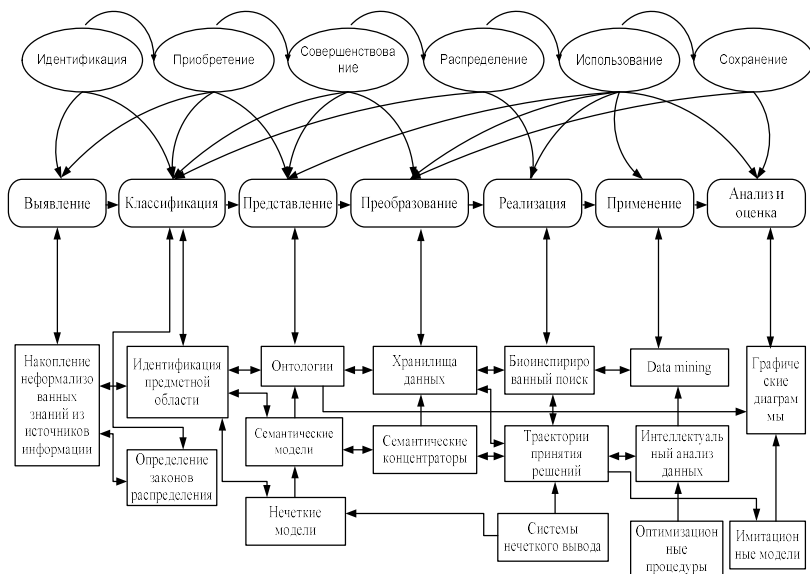 Идентификация
Приобретение
Совершенствова
ние
Распределение
Использование
Сохранение
Выявление
Классификация
Представление
Преобразование
Реализация
Применение
Анализ и
оценка
Накопление
неформализо
ванных
знаний из
источников
информации
Идентификация
предметной
области
Онтологии
Хранилища
данных
Биоинспириро
ванный поиск
Data mining
Графиче
ские
диаграм
мы
Определение
законов
распределения
Семантические
модели
Семантические
концентраторы
Траектории
принятия
решений
Интеллектуаль
ный анализ
данных
Нечеткие
модели
Системы
нечеткого вывода
Оптимизацион
ные
процедуры
Имитацион
ные модели